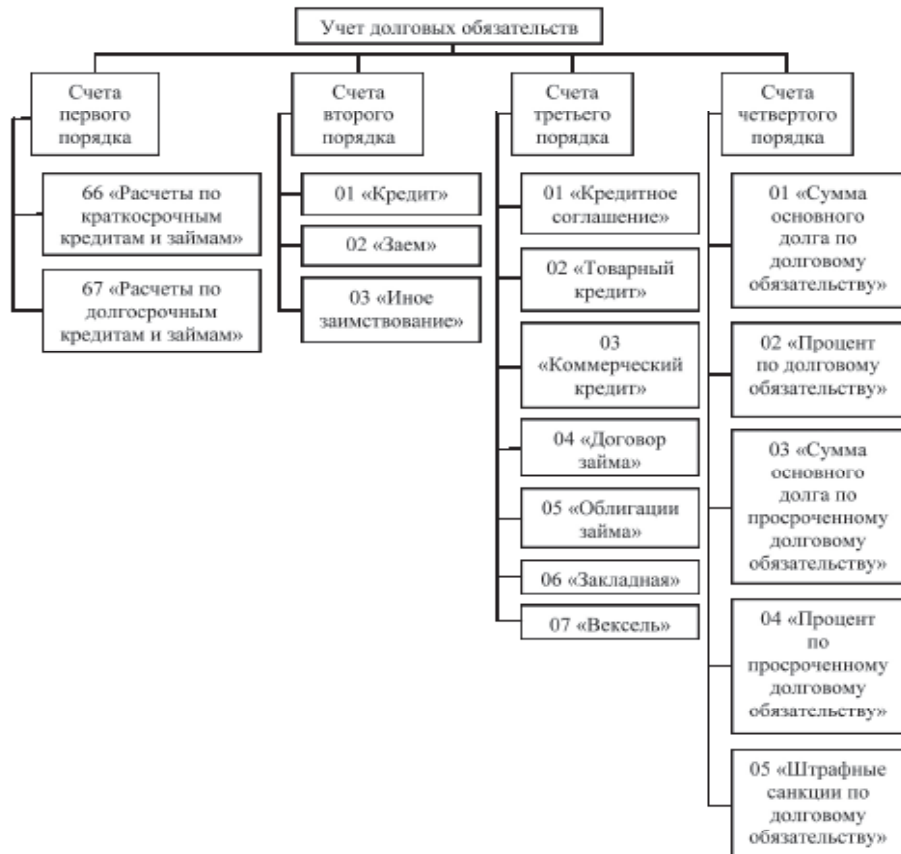 Учет долговых обязательств
Счета
первого
порядка
66 «Расчеты по
краткосрочным
кредитам и займам»
67 «Расчеты по
долгосрочным
кредитам и займам»
Счета
второго
порядка
01 «Кредит»
02 «Заем»
03 «Иное
заимствование»
Счета
третьего
порядка
01 «Кредитное
соглашение»
02 «Товарный
кредит»
03
«Коммерческий
кредит»
04 «Договор
займа»
05 «Облигации
займа»
06 «Закладная»
07 «Вексель»
Счета
четвертого
порядка
01 «Сумма
основного
долга по
долговому
обязательству»
02 «Процент
по долговому
обязательству»
03 «Сумма
основного
долга по
просроченному
долговому
обязательству»
04 «Процент
по
просроченному
долговому
обязательству»
05 «Штрафные
санкции по
долговому
обязательству»